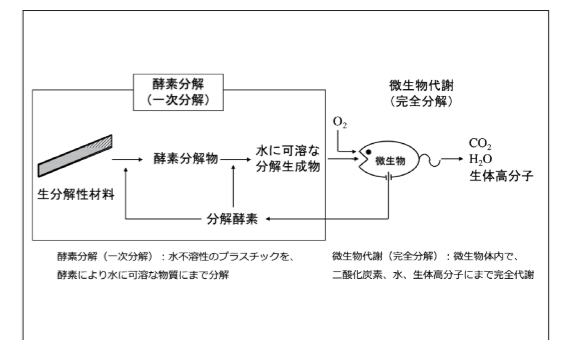 酵素分解
（一次分解）
微生物代謝
（完全分解）
O2
生分解性材料
酵素分解物
水に可溶な
分解生成物
微生物
CO2
H2O
生体高分子
分解酵素
酵素分解（一次分解）：水不溶性のプラスチックを、
酵素により水に可溶な物質にまで分解
微生物代謝（完全分解）：微生物体内で、
二酸化炭素、水、生体高分子にまで完全代謝